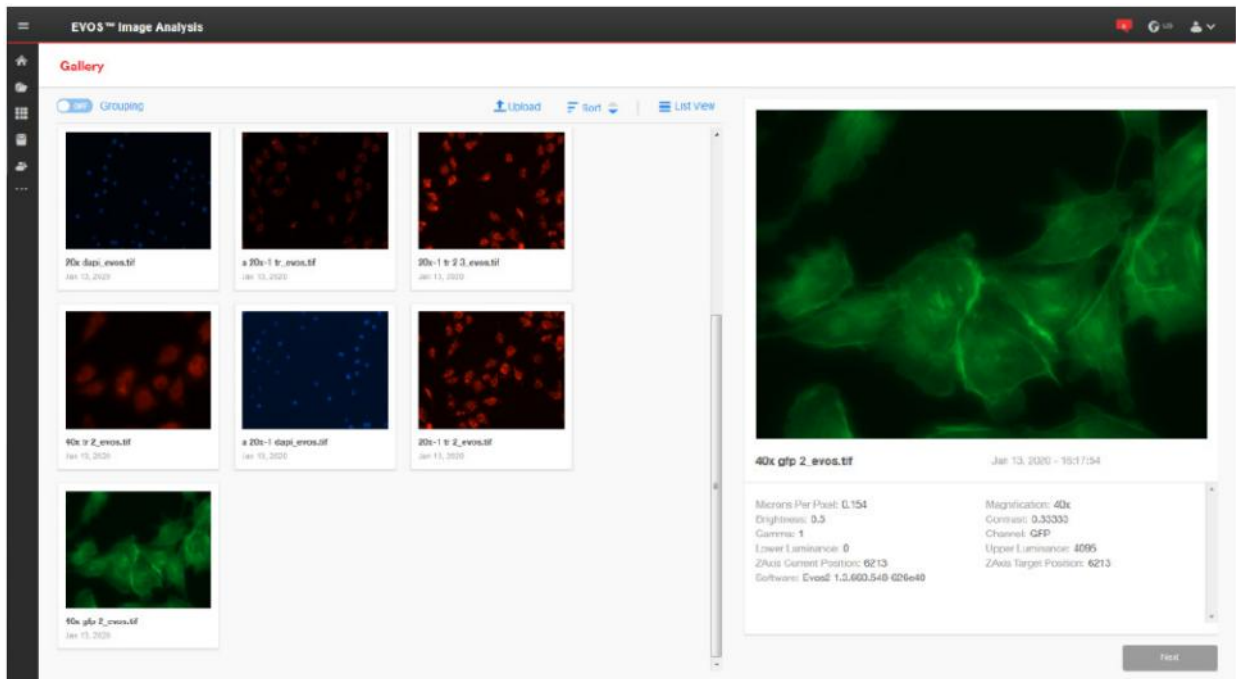 EVOS™ Image Analysis
Gallery
OFF Grouping
Upload
Sort
List View
20x dapi_evos.tif
Jan 13, 2020
a 20x-1 tr_evos.tif
Jan 13, 2020
20x-1 tr 2 3_evos.tif
Jan 13, 2020
40x tr 2_evos.tif
Jan 13, 2020
a 20x-1 dapi_evos.tif
Jan 13, 2020
20x-1 tr 2_evos.tif
Jan 13, 2020
40x gfp 2_evos.tif
Jan 13, 2020
40x gfp 2_evos.tif
Jan 13, 2020 - 16:17:54
Microns Per Pixel: 0.154
Magnification: 40x
Brightness: 0.5
Contrast: 0.33333
Gamma: 1
Channel: GFP
Lower Luminance: 0
Upper Luminance: 4095
ZAxis Current Position: 6213
ZAxis Target Position: 6213
Software: Evos2 1.3.660.548-626e40
Next